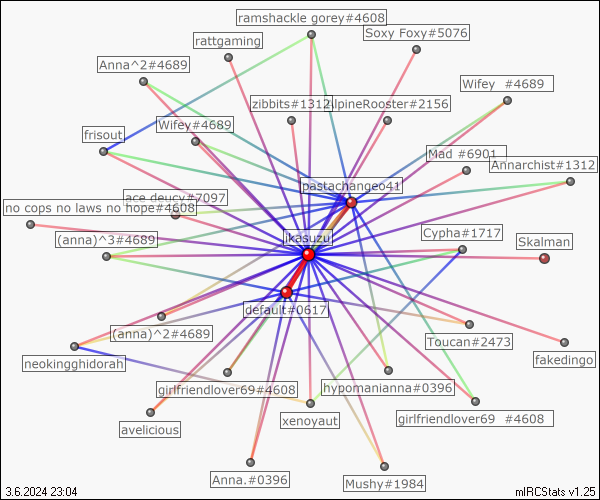 ramshackle gorey#4608
Soxy Foxy#5076
rattgaming
Anna^2#4689
Wifey #4689
zibbits#1312
AlpineRooster#2156
Wifey#4689
frisout
Mad #6901
Annarchist#1312
pastachangeo41
ace deucy#7097
no cops no laws no hope#4608
Cypha#1717
jkasuzu
(anna)^3#4689
Skalman
default#0617
(anna)^2#4689
Toucan#2473
neokingghidorah
fakedingo
girlfriendlover69#4608
hypomanianna#0396
xenoyaut
girlfriendlover69 #4608
avelicious
Anna.#0396
Mushy#1984
3.6.2024 23:04
mIRCStats v1.25